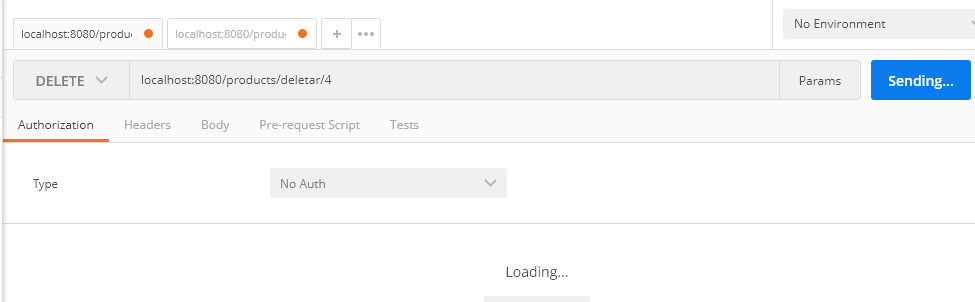 localhost:8080/produc
localhost:8080/produc
No Environment
DELETE
localhost:8080/products/deletar/4
Params
Sending...
Authorization
Headers
Body
Pre-request Script
Tests
Type
No Auth
Loading...